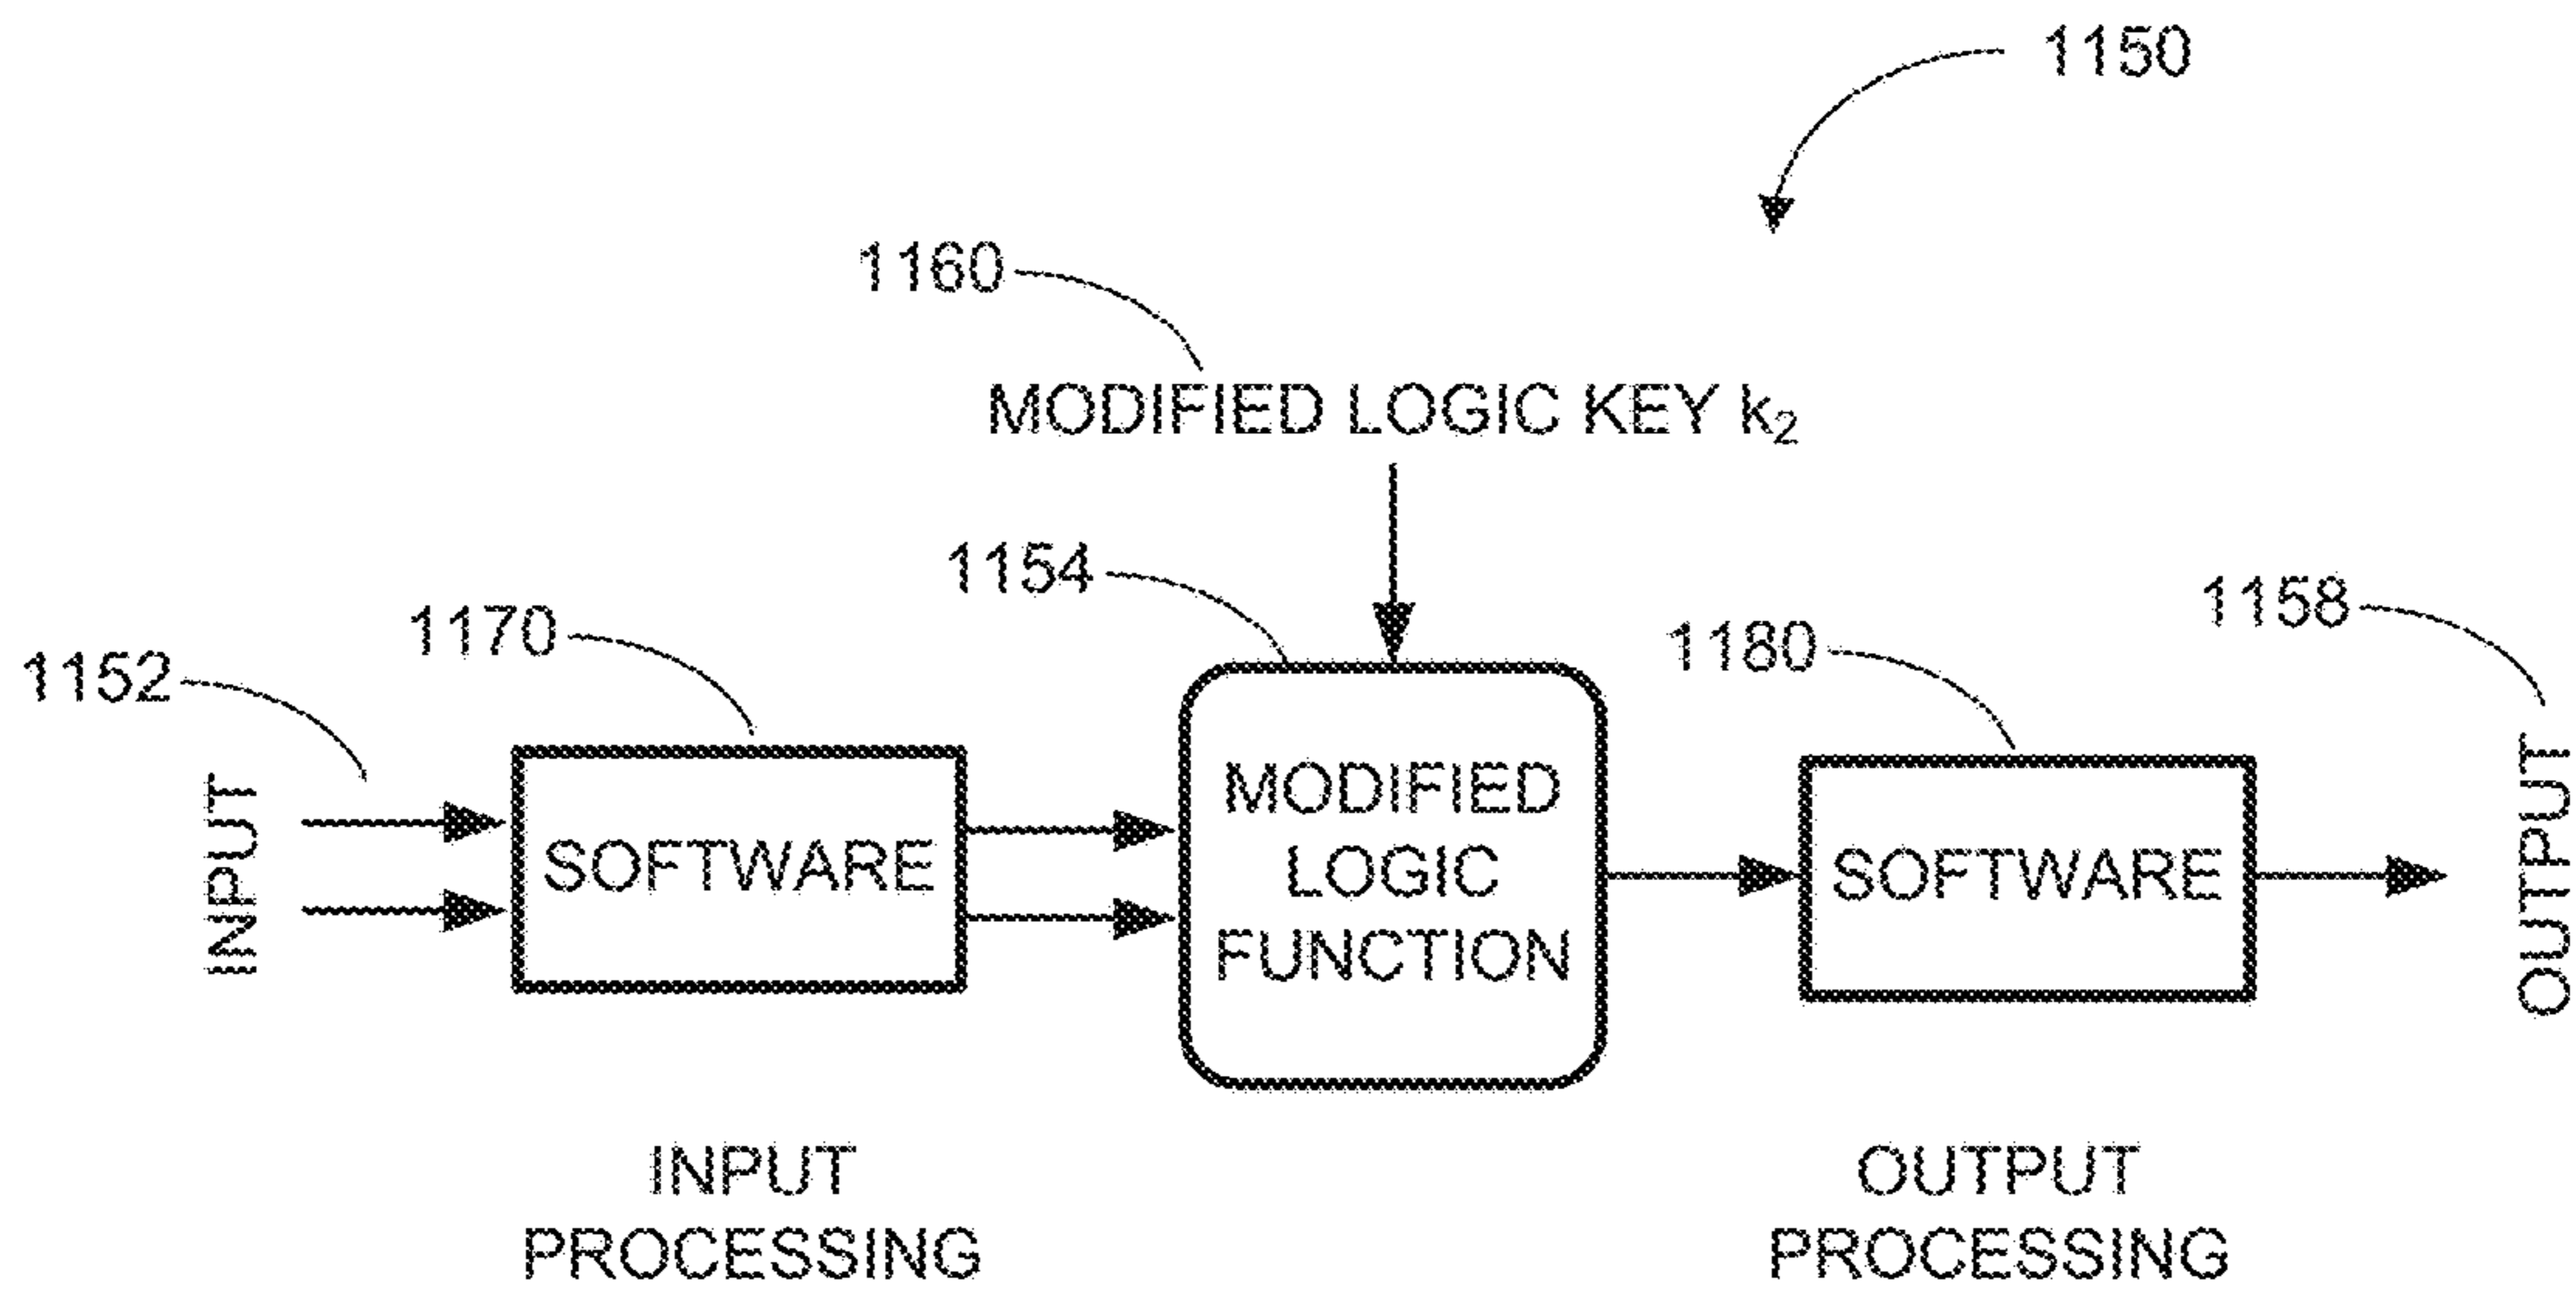 1150
1160
MODIFIED LOGIC KEY k₂
1154
1158
1170
1180
1152
INPUT
SOFTWARE
MODIFIED
LOGIC
FUNCTION
SOFTWARE
OUTPUT
INPUT
PROCESSING
OUTPUT
PROCESSING